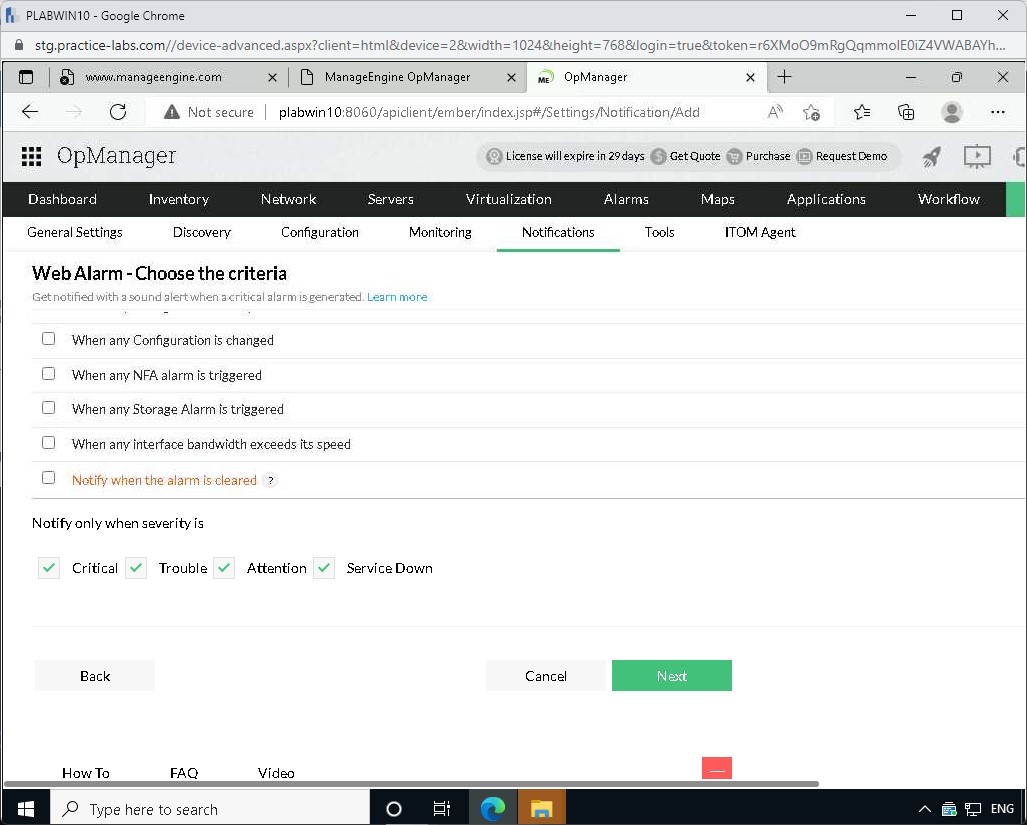 PLABWIN10 - Google Chrome
stg.practice-labs.com//device-advanced.aspx?client=html&device=2&width=1024&height=768&login=true&token=r6XMoO9mRgQqmmolE0iZ4VWABAYh...
www.manageengine.com
ManageEngine OpManager
ME
OpManager
Not secure
plabwin10:8060/apiclient/ember/index.jsp#/Settings/Notification/Add
OpManager
License will expire in 29 days
Get Quote
Purchase
Request Demo
Dashboard
Inventory
Network
Servers
Virtualization
Alarms
Maps
Applications
Workflow
General Settings
Discovery
Configuration
Monitoring
Notifications
Tools
ITOM Agent
Web Alarm - Choose the criteria
Get notified with a sound alert when a critical alarm is generated. Learn more
When any Configuration is changed
When any NFA alarm is triggered
When any Storage Alarm is triggered
When any interface bandwidth exceeds its speed
Notify when the alarm is cleared ?
Notify only when severity is
Critical
Trouble
Attention
Service Down
Back
Cancel
Next
How To
FAQ
Video
Type here to search
ENG